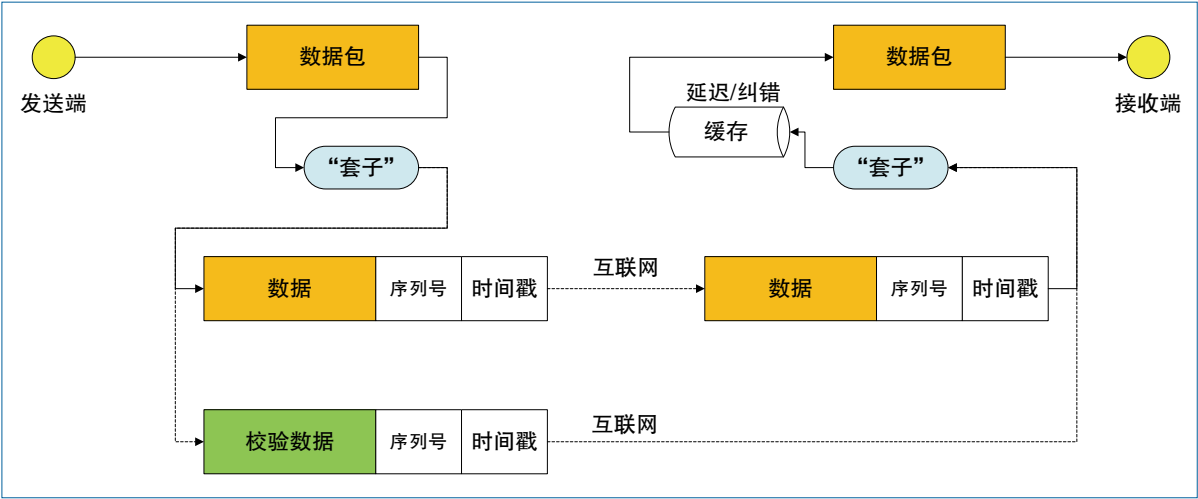 数据包
数据包
发送端
接收端
延迟/纠错
缓存
“套子”
“套子”
互联网
数据 序列号 时间戳
数据 序列号 时间戳
互联网
校验数据 序列号 时间戳